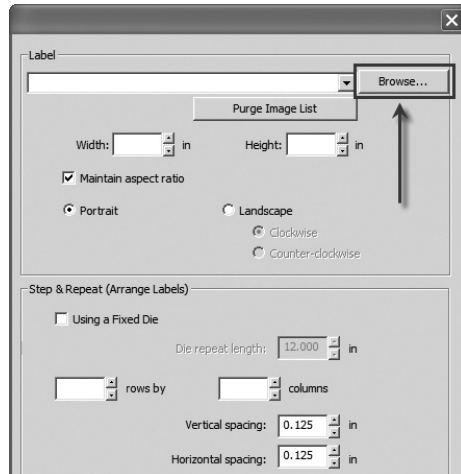 Label
Browse...
Purge Image List
Width: in Height: in
Maintain aspect ratio
Portrait Landscape
Clockwise
Counter-clockwise
Step & Repeat (Arrange Labels)
Using a Fixed Die
Die repeat length: 12.000 in
rows by columns
Vertical spacing: 0.125 in
Horizontal spacing: 0.125 in